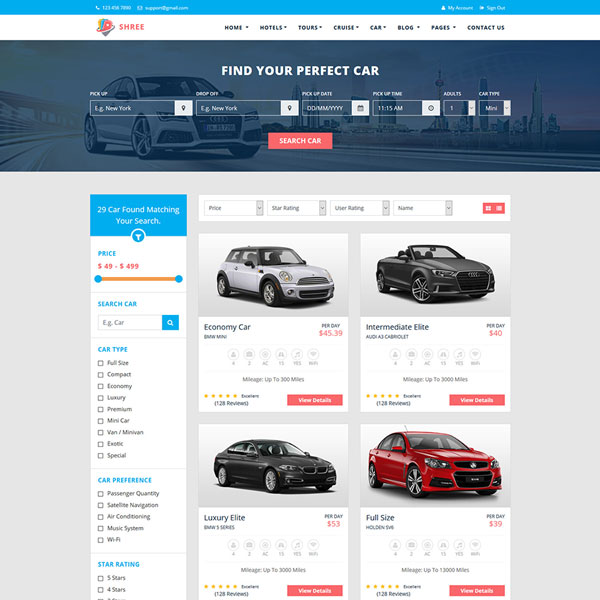 123 456 7890 support@gmail.com My Account Sign Out
SHREE HOME HOTELS TOURS CRUISE CAR BLOG PAGES CONTACT US
FIND YOUR PERFECT CAR
PICK UP DROP OFF PICK UP DATE PICK UP TIME ADULTS CAR TYPE
E.g. New York E.g. New York DD/MM/YYYY 11:15 AM 1 Mini
SEARCH CAR
29 Car Found Matching
Your Search.
PRICE
$ 49 - $ 499
SEARCH CAR
E.g. Car
CAR TYPE
Full Size
Compact
Economy
Luxury
Premium
Mini Car
Van / Minivan
Exotic
Special
CAR PREFERENCE
Passenger Quantity
Satellite Navigation
Air Conditioning
Music System
Wi-Fi
STAR RATING
5 Stars
4 Stars
Price Star Rating User Rating Name
Economy Car PER DAY
BMW MINI $45.39
4 2 AC 15 YES WiFi
Mileage: Up To 3000 Miles
Excellent
(128 Reviews) View Details
Intermediate Elite PER DAY
AUDI A3 CABROLET $40
4 2 AC 15 YES WiFi
Mileage: Up To 3000 Miles
Excellent
(128 Reviews) View Details
Luxury Elite PER DAY
BMW 5 SERIES $53
4 2 AC 15 YES WiFi
Mileage: Up To 3000 Miles
Excellent
(128 Reviews) View Details
Full Size PER DAY
HOLDEN SV6 $39
4 2 AC 15 YES WiFi
Mileage: Up To 13000 Miles
Excellent
(128 Reviews) View Details